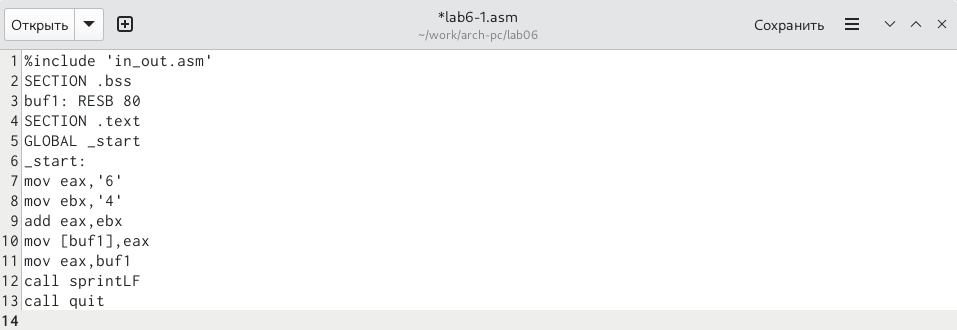 Открыть
*lab6-1.asm
~/work/arch-pc/lab06
Сохранить
1 %include 'in_out.asm'
2 SECTION .bss
3 buf1: RESB 80
4 SECTION .text
5 GLOBAL _start
6 _start:
7 mov eax,'6'
8 mov ebx,'4'
9 add eax,ebx
10 mov [buf1],eax
11 mov eax,buf1
12 call sprintLF
13 call quit
14